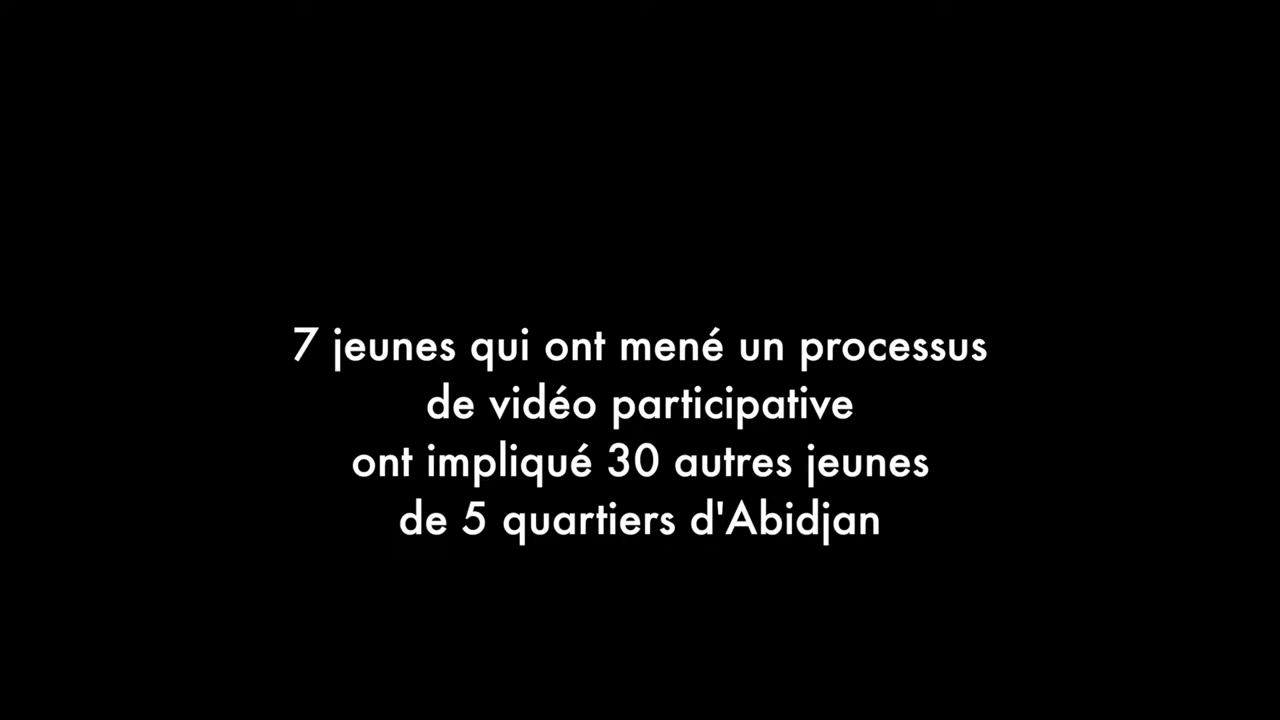 7 jeunes qui ont mené un processus
de vidéo participative
ont impliqué 30 autres jeunes
de 5 quartiers d'Abidjan